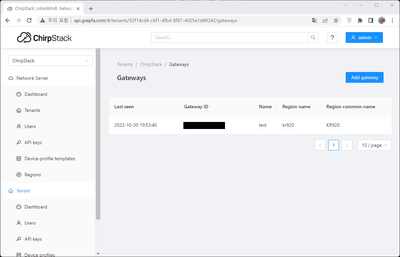 ChirpStack LoRaWAN® Network
api.grepfa.com/#/tenants/52f14cd4-c6f1-4fbd-8f87-4025e1d49242/gateways
ChirpStack
Search...
?
admin
ChirpStack
Network Server
Dashboard
Tenants
Users
API keys
Device-profile templates
Regions
Tenant
Dashboard
Users
API keys
Device profiles
Tenants / ChirpStack / Gateways
Gateways
Add gateway
Last seen Gateway ID Name Region name Region common-name
2022-10-30 19:53:40 test kr920 KR920
< 1 > 10 / page